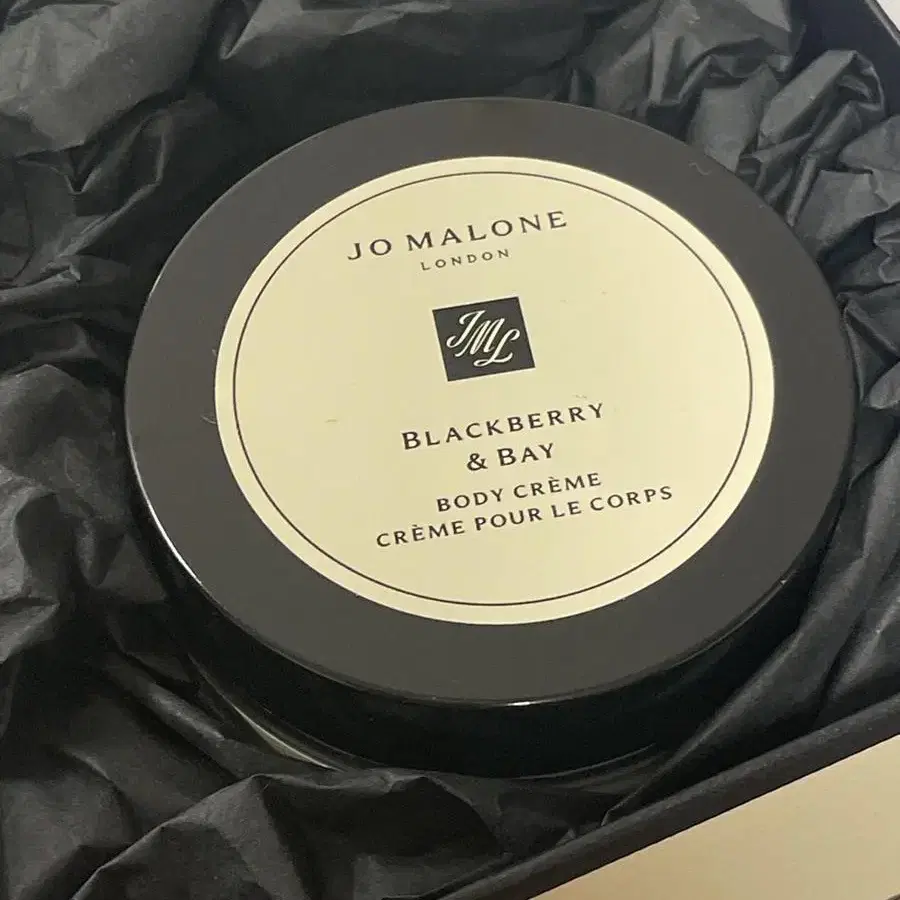 JO MALONE
LONDON
JML
BLACKBERRY
& BAY
BODY CRÈME
CRÈME POUR LE CORPS